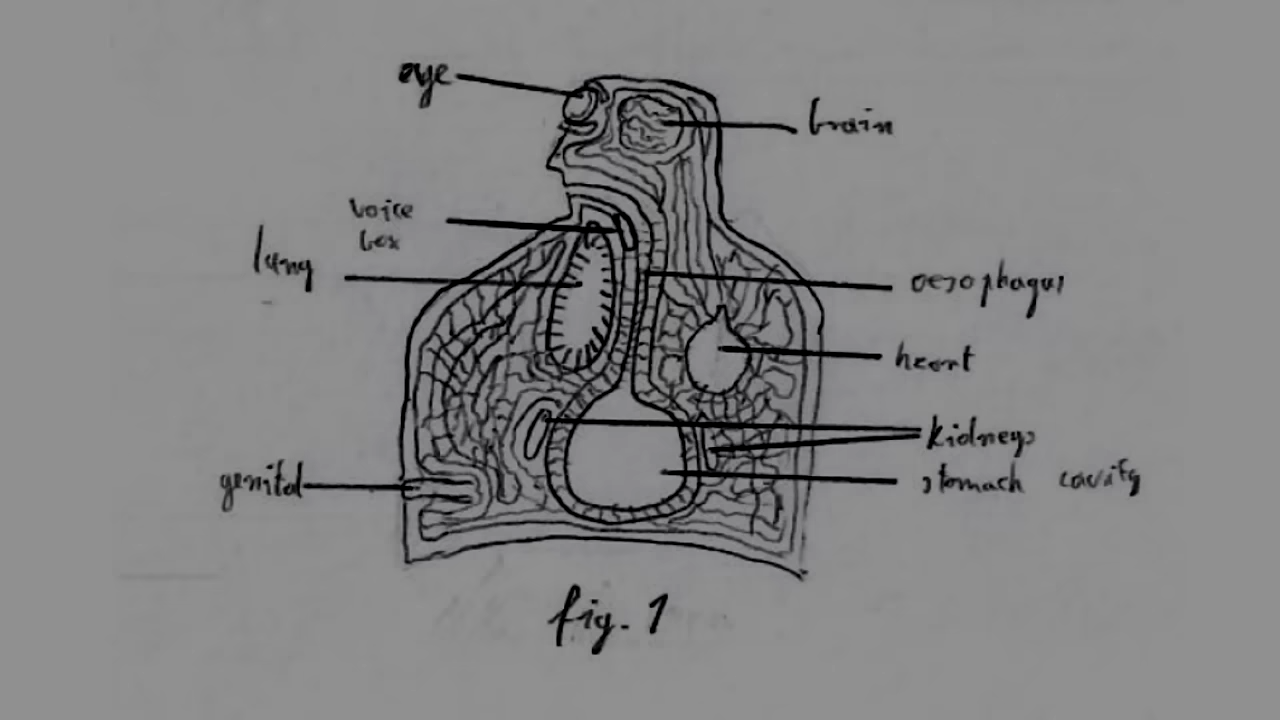 eye
brain
voice
box
lung
oesophagus
heart
kidneys
genital
stomach cavity
fig. 1